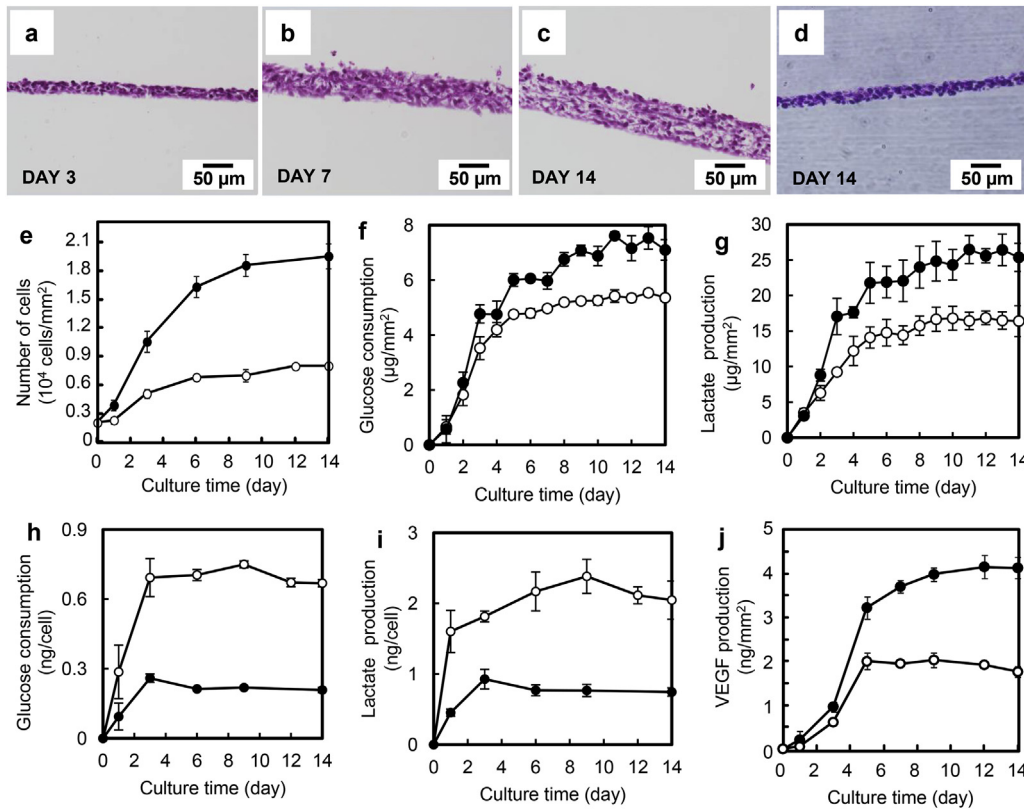 a
b
c
d
DAY 3
50 µm
DAY 7
50 µm
DAY 14
50 µm
DAY 14
50 µm
e
Number of cells
(10⁴ cells/mm²)
2.1
1.8
1.5
1.2
0.9
0.6
0.3
0
0 2 4 6 8 10 12 14
Culture time (day)
f
Glucose consumption
(µg/mm²)
8
6
4
2
0
0 2 4 6 8 10 12 14
Culture time (day)
g
Lactate production
(µg/mm²)
30
25
20
15
10
5
0
0 2 4 6 8 10 12 14
Culture time (day)
h
Glucose consumption
(ng/cell)
0.9
0.6
0.3
0
0 2 4 6 8 10 12 14
Culture time (day)
i
Lactate production
(ng/cell)
3
2
1
0
0 2 4 6 8 10 12 14
Culture time (day)
j
VEGF production
(ng/mm²)
5
4
3
2
1
0
0 2 4 6 8 10 12 14
Culture time (day)